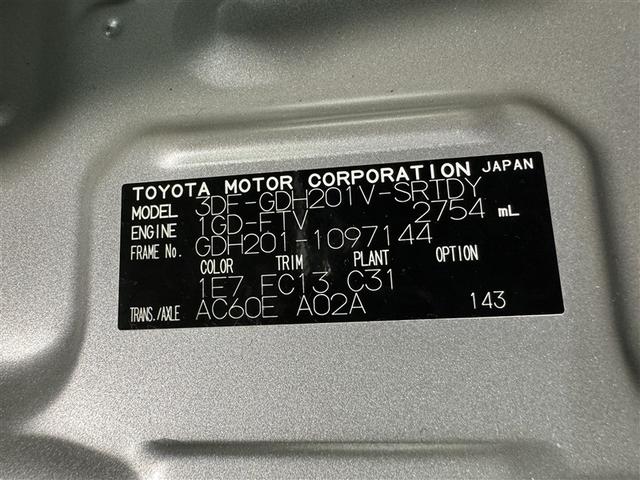 TOYOTA MOTOR CORPORATION JAPAN
MODEL 3DF-GDH201V-SRTDY
ENGINE 1GD-FTV 2754 mL
FRAME No. GDH201-1097144
COLOR TRIM PLANT OPTION
1E7 FC13 C31
TRANS./AXLE AC60E A02A 143